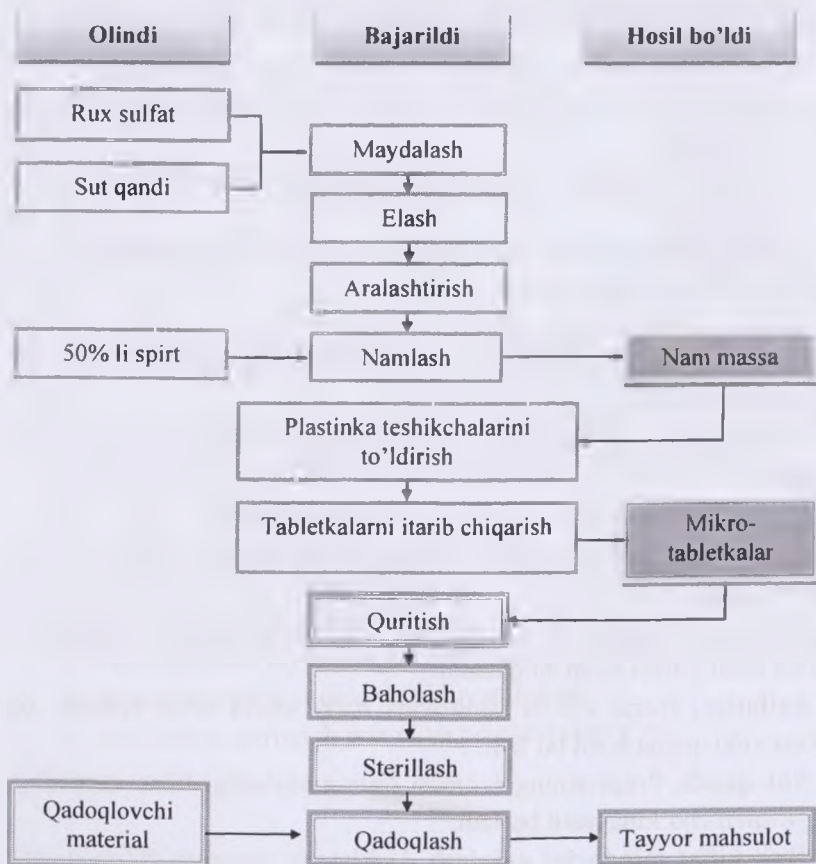 Olindi
Bajarildi
Hosil bo'ldi
Rux sulfat
Sut qandi
Maydalash
Elash
Aralashtirish
50% li spirt
Namlash
Nam massa
Plastinka teshikchalarini
to'ldirish
Tabletkalarni itarib chiqarish
Mikro-
tabletkalar
Quritish
Baholash
Sterillash
Qadoqlovchi
material
Qadoqlash
Tayyor mahsulot